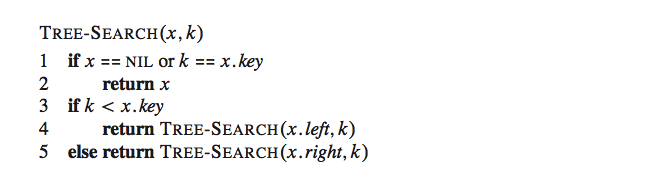 TREE-SEARCH(x, k)
1 if x == NIL or k == x.key
2 return x
3 if k < x.key
4 return TREE-SEARCH(x.left, k)
5 else return TREE-SEARCH(x.right, k)